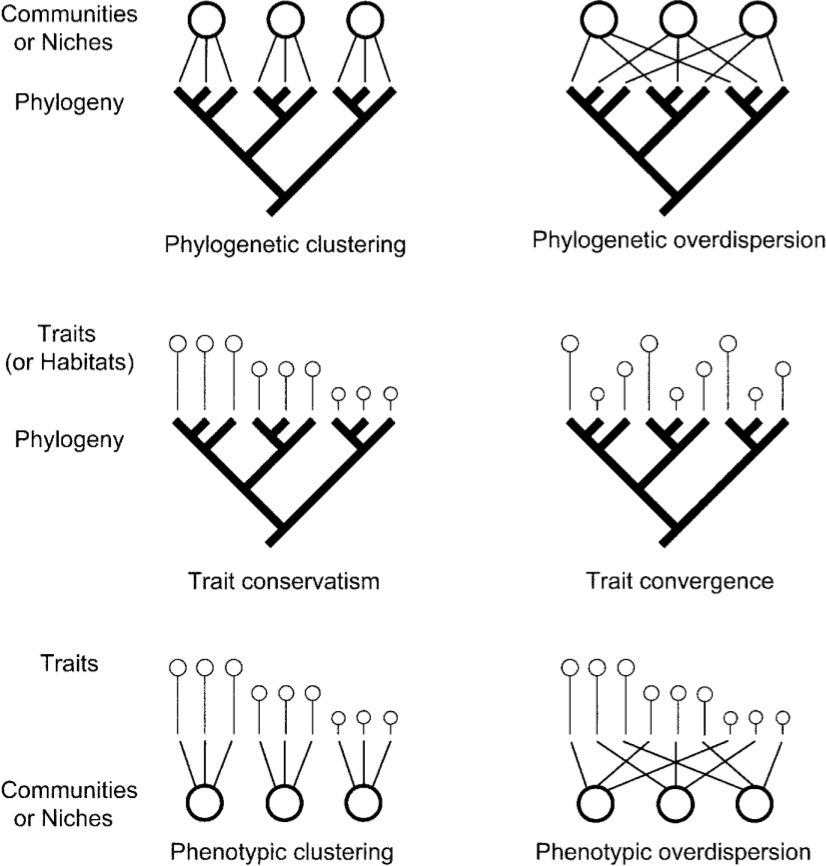 Communities
or Niches
Phylogeny
Phylogenetic clustering
Phylogenetic overdispersion
Traits
(or Habitats)
Phylogeny
Trait conservatism
Trait convergence
Traits
Communities
or Niches
Phenotypic clustering
Phenotypic overdispersion